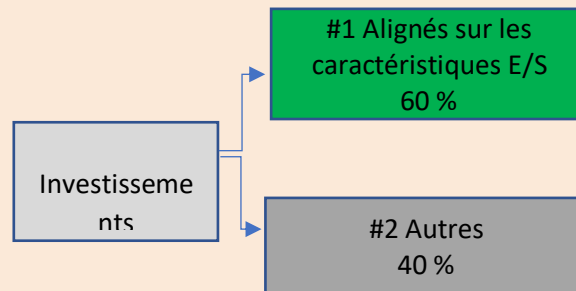 #1 Alignés sur les
caractéristiques E/S
60 %
Investisseme
nts
#2 Autres
40 %